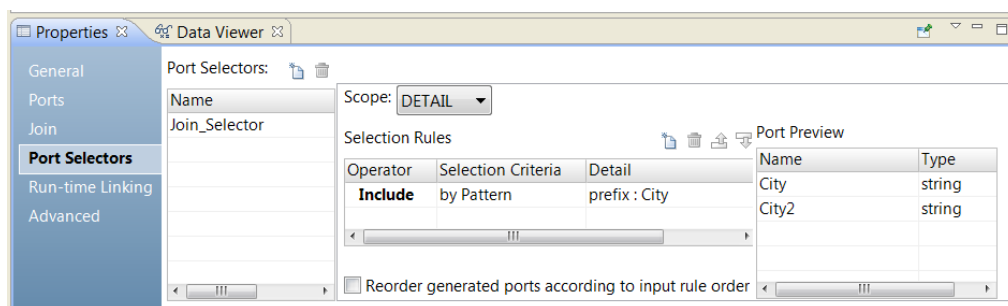 Properties Data Viewer
General
Ports
Join
Port Selectors
Run-time Linking
Advanced
Port Selectors:
Name
Join_Selector
Scope: DETAIL
Selection Rules
Operator Selection Criteria Detail
Include by Pattern prefix : City
Reorder generated ports according to input rule order
Port Preview
Name Type
City string
City2 string